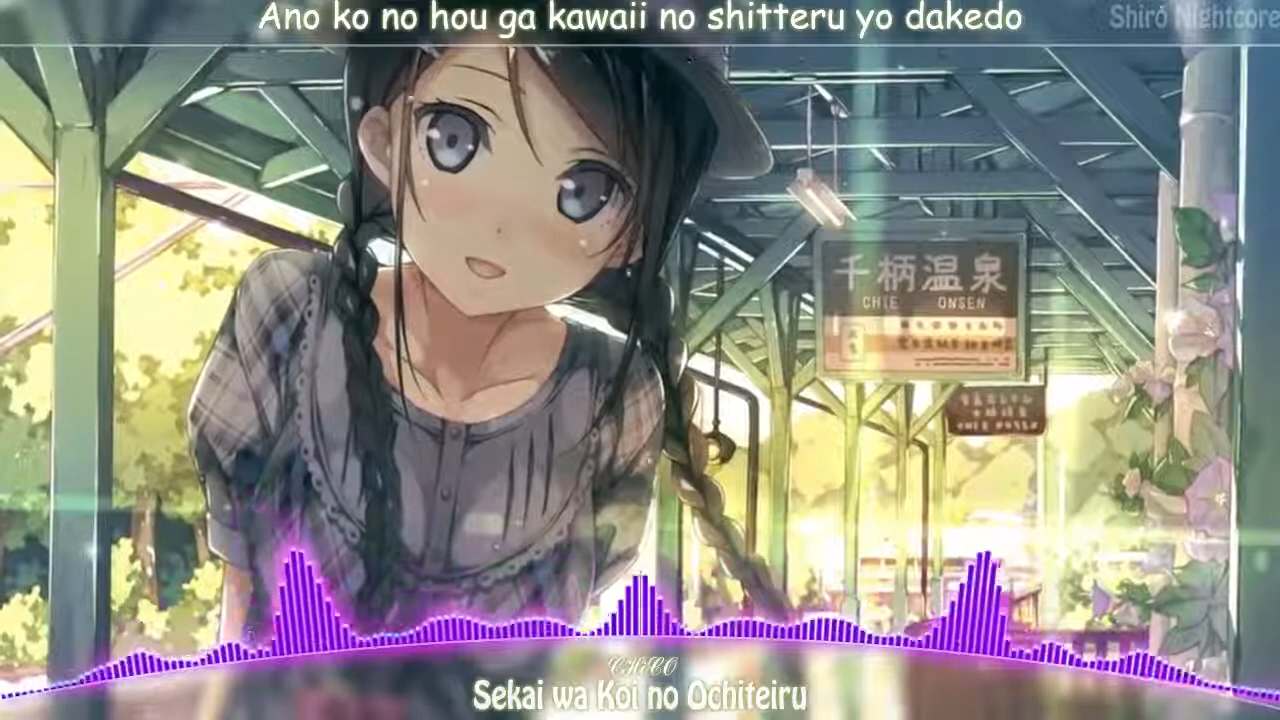 Ano ko no hou ga kawaii no shitteru yo dakedo
Shiró Nightcore
千柄温泉
CHIE ONSEN
CHiCO
Sekai wa Koi no Ochiteiru